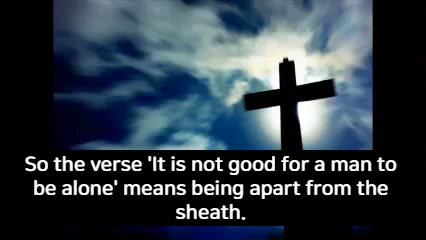 So the verse 'It is not good for a man to
be alone' means being apart from the
sheath.